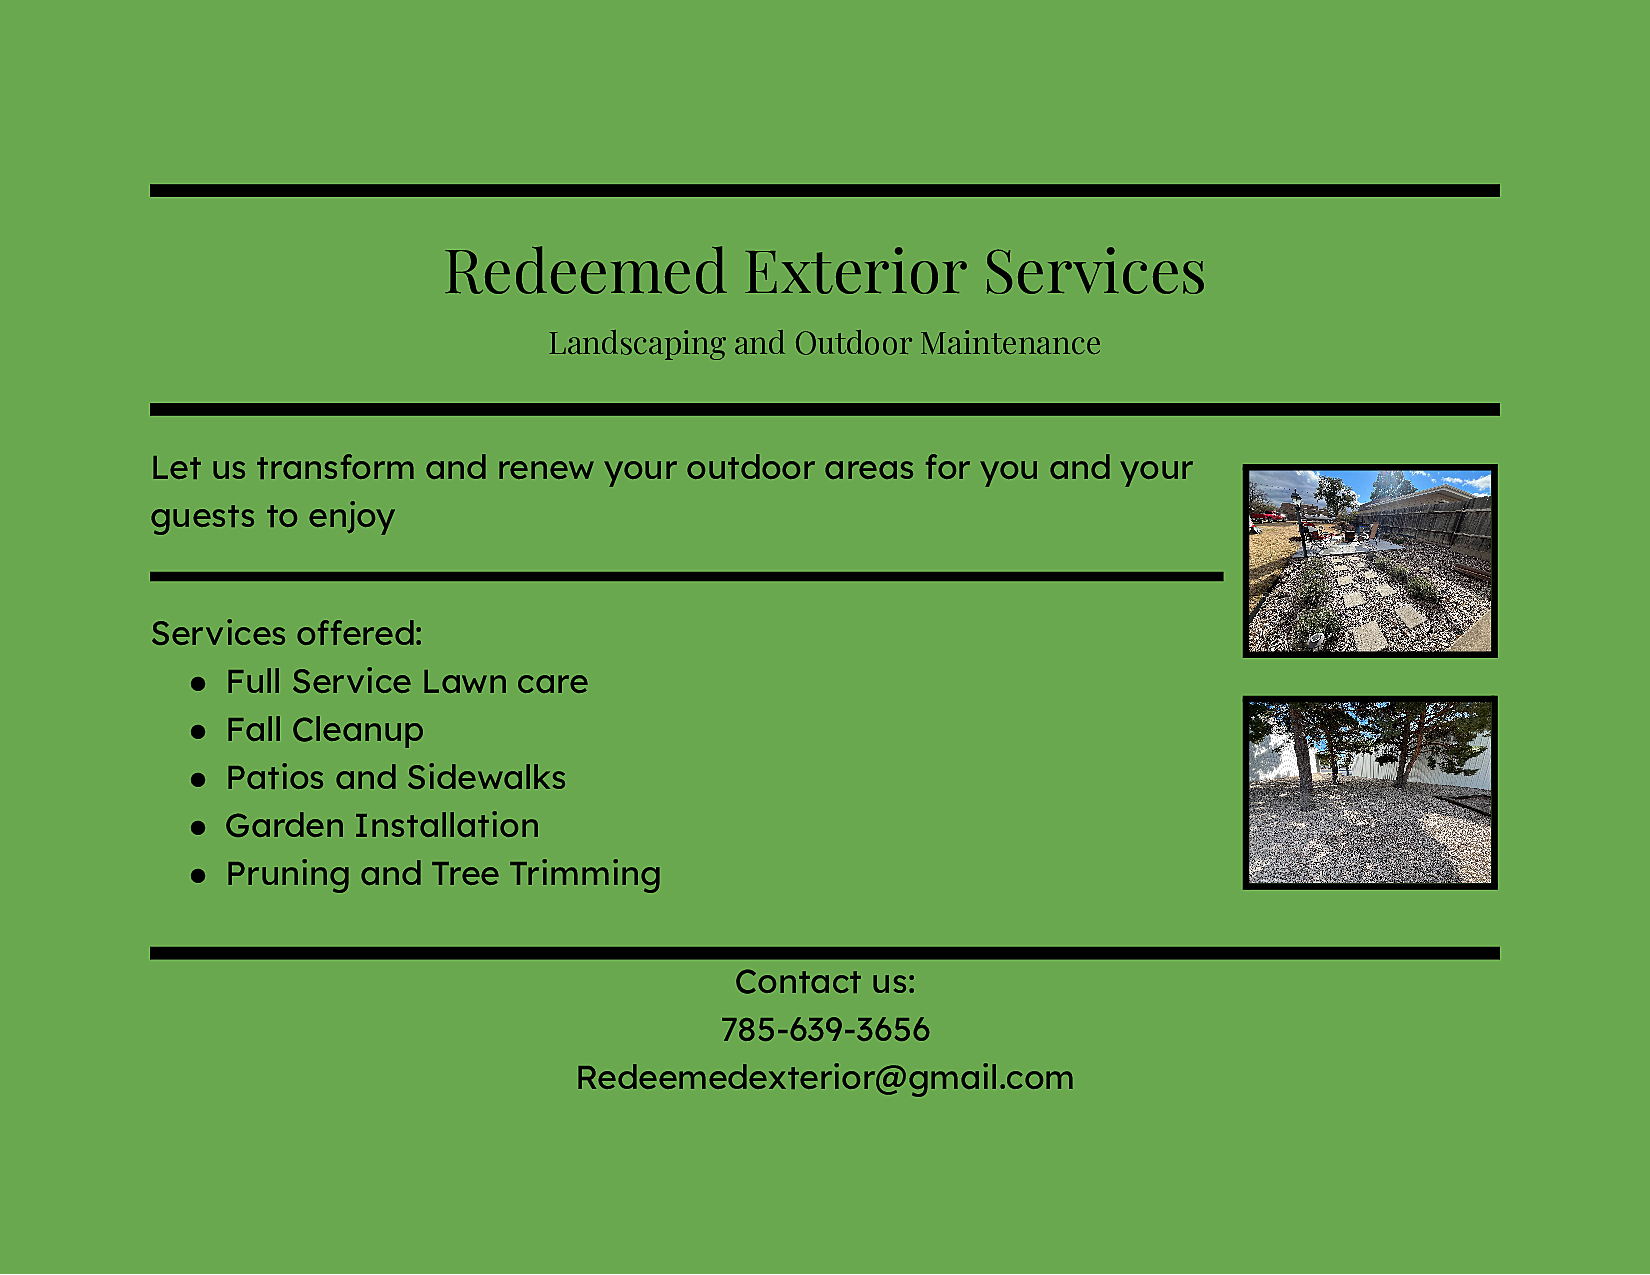 Redeemed Exterior Services
Landscaping and Outdoor Maintenance
Let us transform and renew your outdoor areas for you and your
guests to enjoy
Services offered:
● Full Service Lawn care
● Fall Cleanup
● Patios and Sidewalks
● Garden Installation
● Pruning and Tree Trimming
Contact us:
785-639-3656
Redeemedexterior@gmail.com